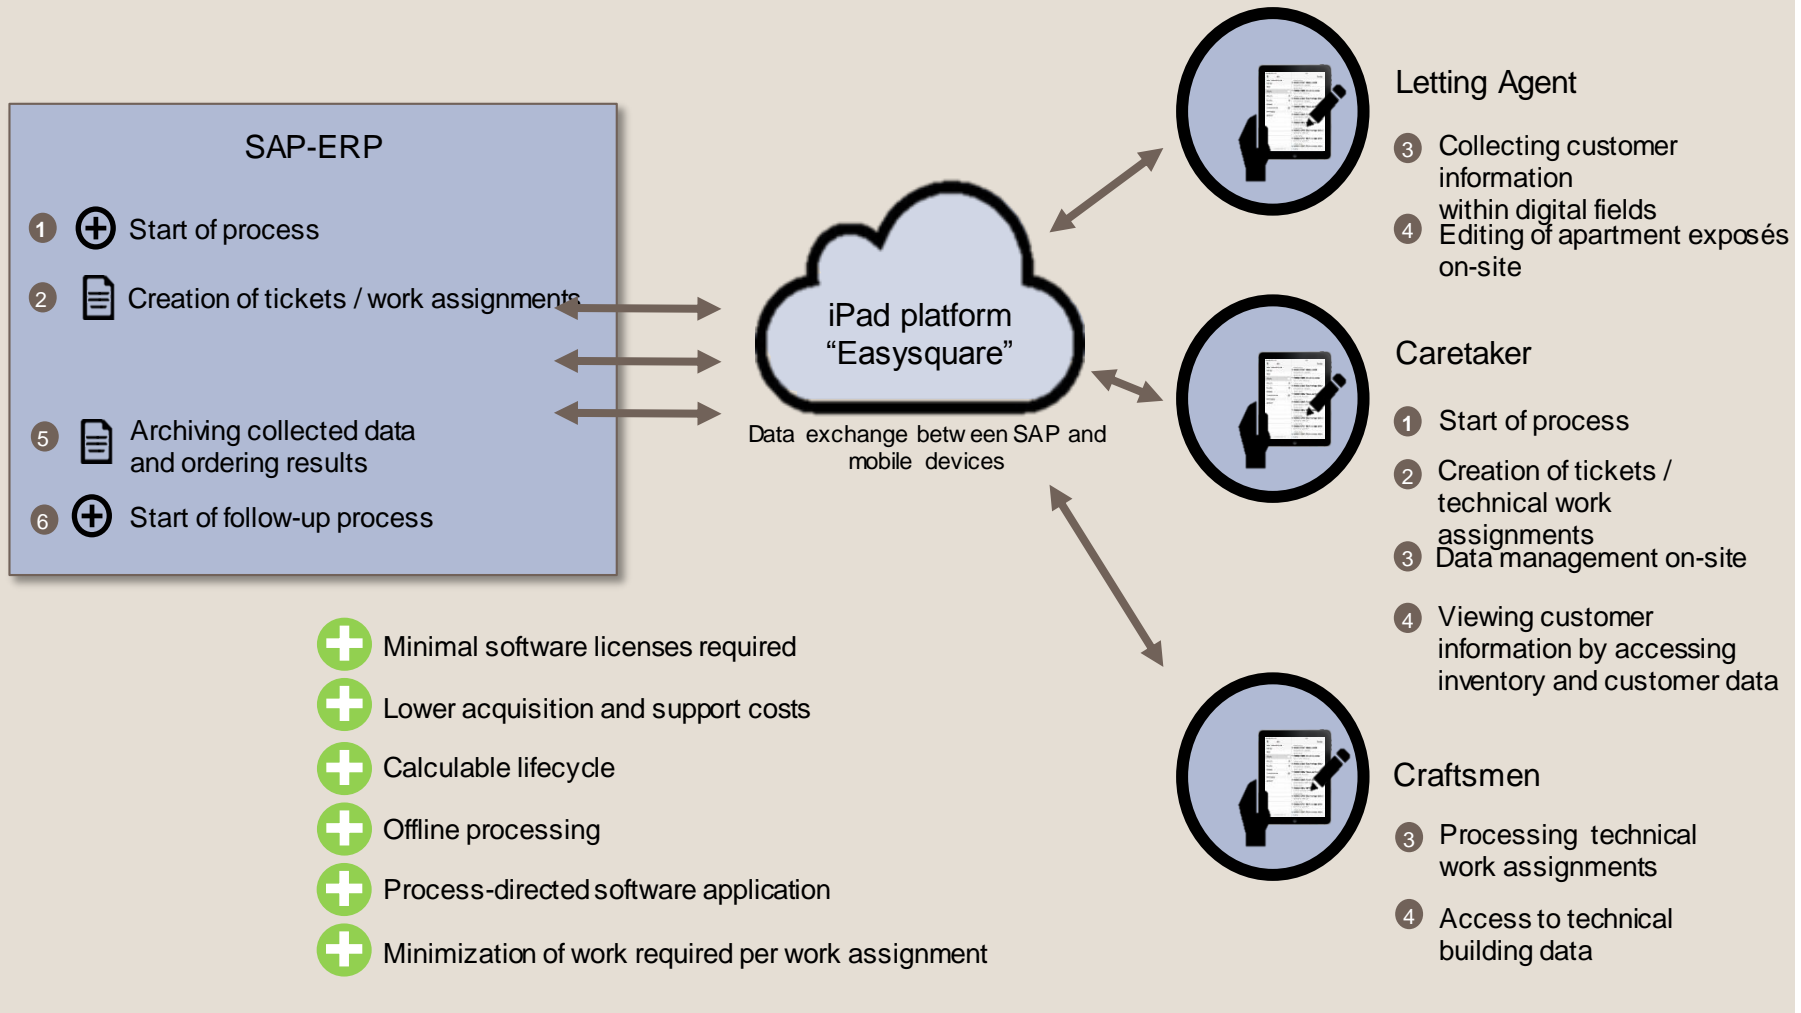 SAP-ERP
1 Start of process
2 Creation of tickets / work assignments
5 Archiving collected data
and ordering results
6 Start of follow-up process
iPad platform
“Easysquare”
Data exchange between SAP and
mobile devices
Letting Agent
3 Collecting customer
information
within digital fields
4 Editing of apartment exposés
on-site
Caretaker
1 Start of process
2 Creation of tickets /
technical work
assignments
3 Data management on-site
4 Viewing customer
information by accessing
inventory and customer data
Craftsmen
3 Processing technical
work assignments
4 Access to technical
building data
Minimal software licenses required
Lower acquisition and support costs
Calculable lifecycle
Offline processing
Process-directed software application
Minimization of work required per work assignment